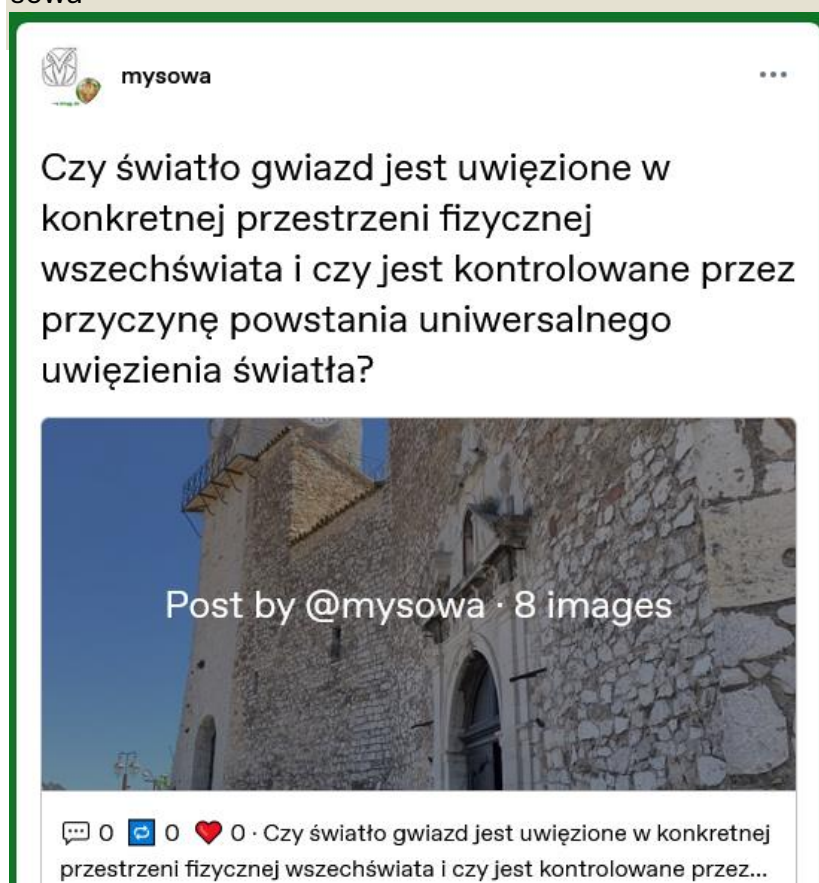 sowa
mysowa
Czy światło gwiazd jest uwięzione w
konkretnej przestrzeni fizycznej
wszechświata i czy jest kontrolowane przez
przyczynę powstania uniwersalnego
uwięzienia światła?
Post by @mysowa · 8 images
0 0 0 · Czy światło gwiazd jest uwięzione w konkretnej
przestrzeni fizycznej wszechświata i czy jest kontrolowane przez...